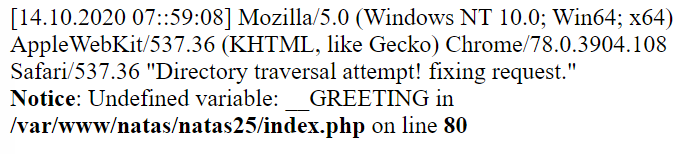 [14.10.2020 07::59:08] Mozilla/5.0 (Windows NT 10.0; Win64; x64)
AppleWebKit/537.36 (KHTML, like Gecko) Chrome/78.0.3904.108
Safari/537.36 "Directory traversal attempt! fixing request."
Notice: Undefined variable: __GREETING in
/var/www/natas/natas25/index.php on line 80